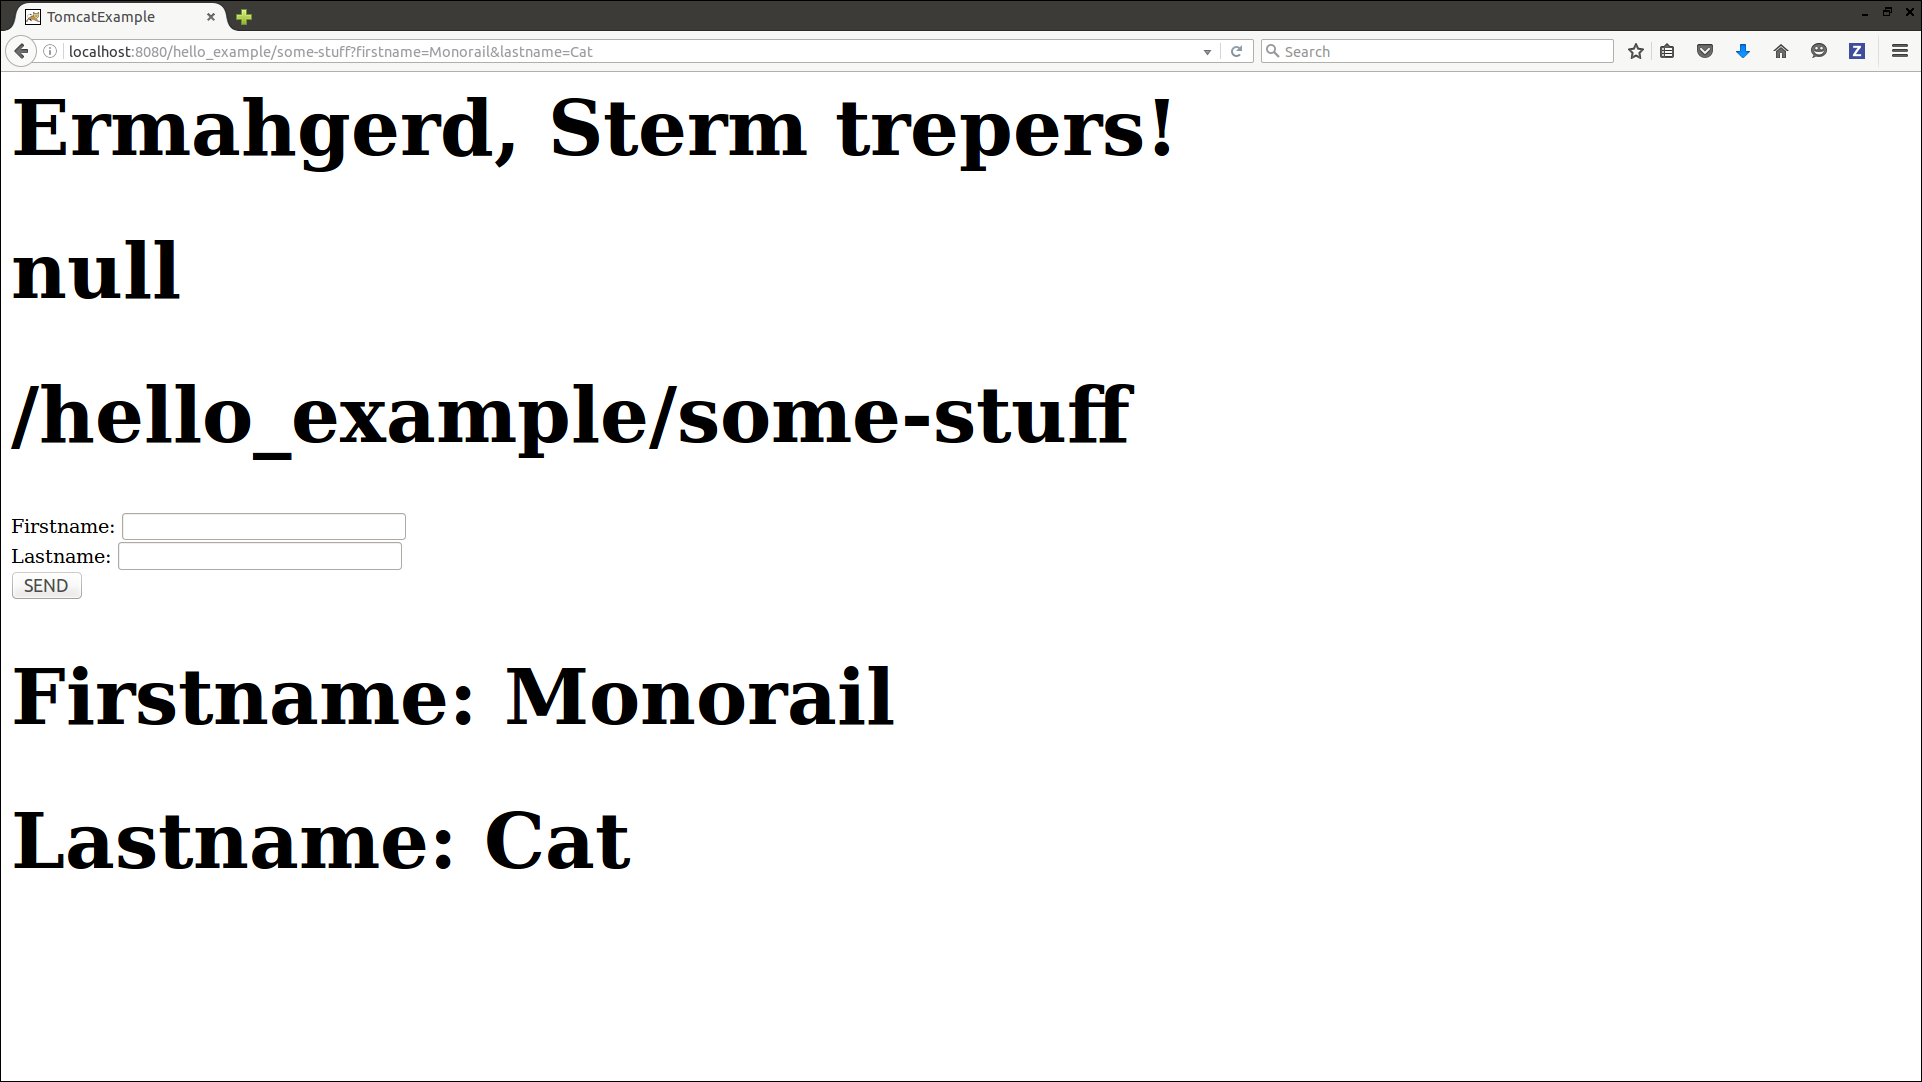 TomcatExample
localhost:8080/hello_example/some-stuff?firstname=Monorail&lastname=Cat
Search
Z
Ermahgerd, Sterm trepers!
null
/hello_example/some-stuff
Firstname:
Lastname:
SEND
Firstname: Monorail
Lastname: Cat